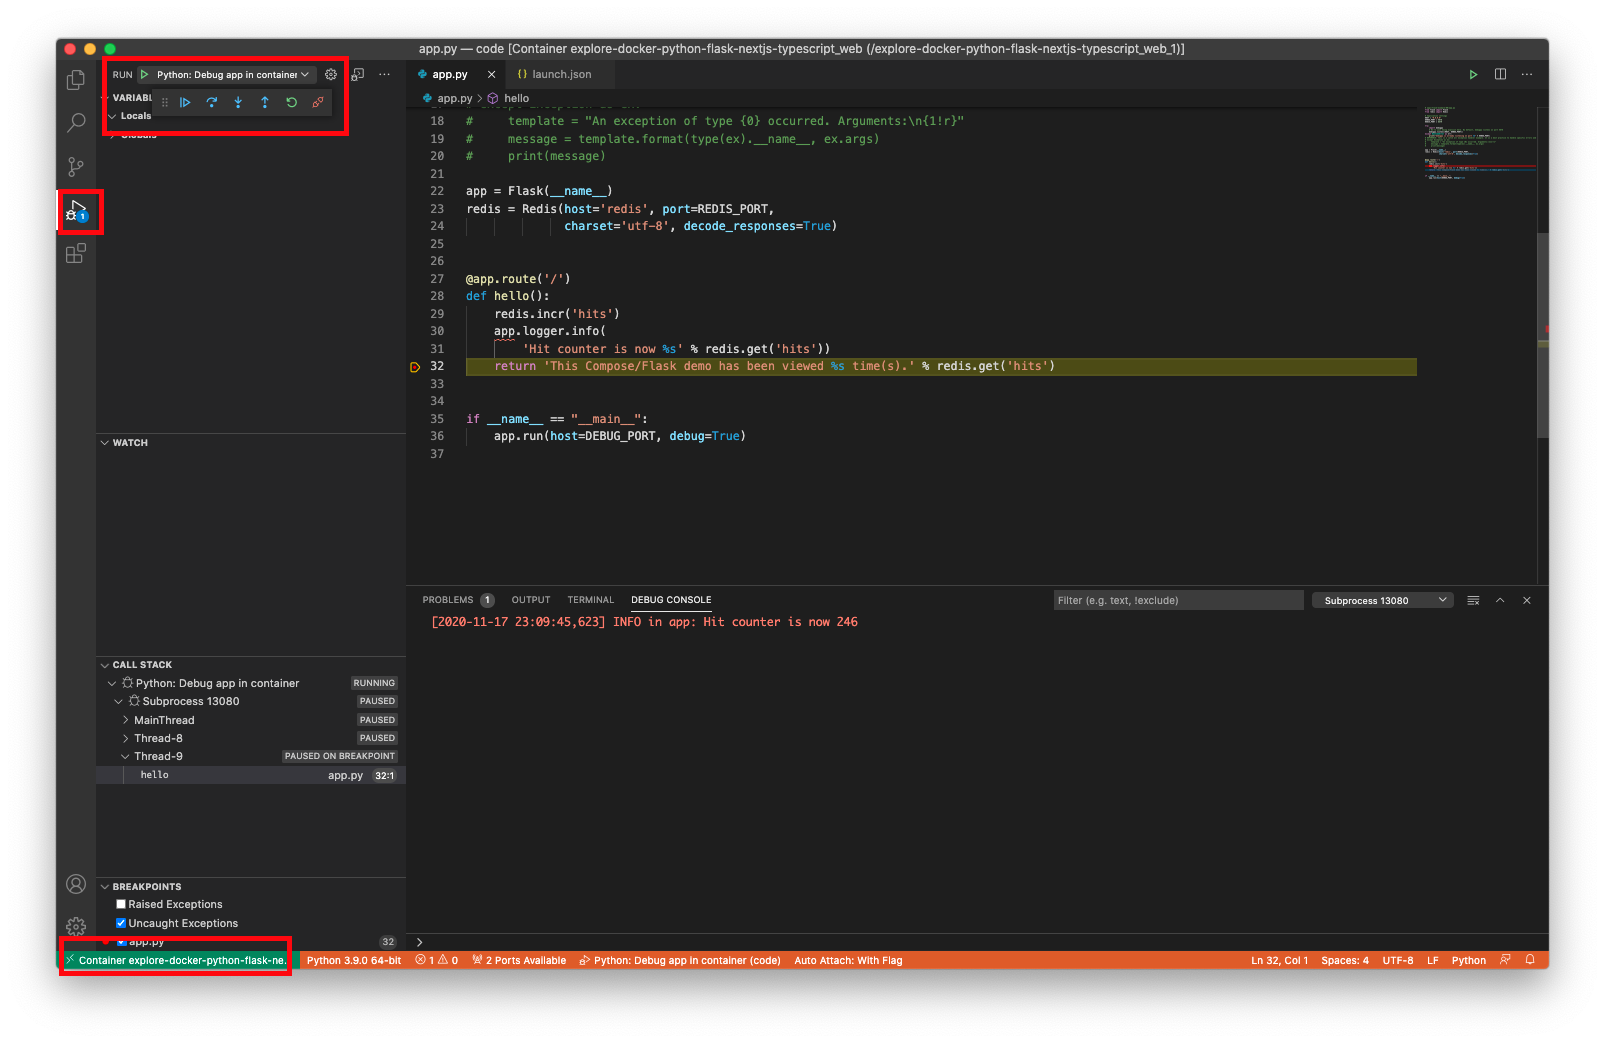 app.py — code [Container explore-docker-python-flask-nextjs-typescript_web (/explore-docker-python-flask-nextjs-typescript_web_1)]
RUN Python: Debug app in container
VARIABL
Locals
Globals
WATCH
CALL STACK
Python: Debug app in container RUNNING
Subprocess 13080 PAUSED
MainThread PAUSED
Thread-8 PAUSED
Thread-9 PAUSED ON BREAKPOINT
hello app.py 32:1
BREAKPOINTS
Raised Exceptions
Uncaught Exceptions
app.py 32
1
app.py launch.json
app.py > hello
18 #     template = "An exception of type {0} occurred. Arguments:\n{1!r}"
19 #     message = template.format(type(ex).__name__, ex.args)
20 #     print(message)
21
22 app = Flask(__name__)
23 redis = Redis(host='redis', port=REDIS_PORT,
24               charset='utf-8', decode_responses=True)
25
26
27 @app.route('/')
28 def hello():
29     redis.incr('hits')
30     app.logger.info(
31         'Hit counter is now %s' % redis.get('hits'))
32     return 'This Compose/Flask demo has been viewed %s time(s).' % redis.get('hits')
33
34
35 if __name__ == "__main__":
36     app.run(host=DEBUG_PORT, debug=True)
37
PROBLEMS 1 OUTPUT TERMINAL DEBUG CONSOLE Filter (e.g. text, !exclude) Subprocess 13080
[2020-11-17 23:09:45,623] INFO in app: Hit counter is now 246
Container explore-docker-python-flask-ne... Python 3.9.0 64-bit 1 0 2 Ports Available Python: Debug app in container (code) Auto Attach: With Flag Ln 32, Col 1 Spaces: 4 UTF-8 LF Python